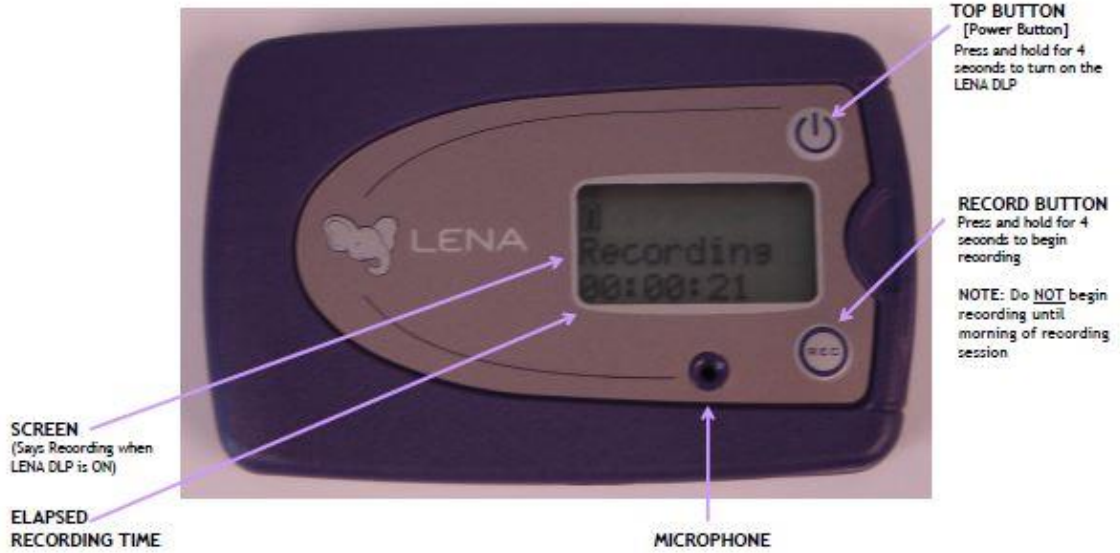 TOP BUTTON
[Power Button]
Press and hold for 4
seconds to turn on the
LENA DLP
RECORD BUTTON
Press and hold for 4
seconds to begin
recording
NOTE: Do NOT begin
recording until
morning of recording
session
LENA
Recording
00:00:21
REC
SCREEN
(Says Recording when
LENA DLP is ON)
ELAPSED
RECORDING TIME
MICROPHONE